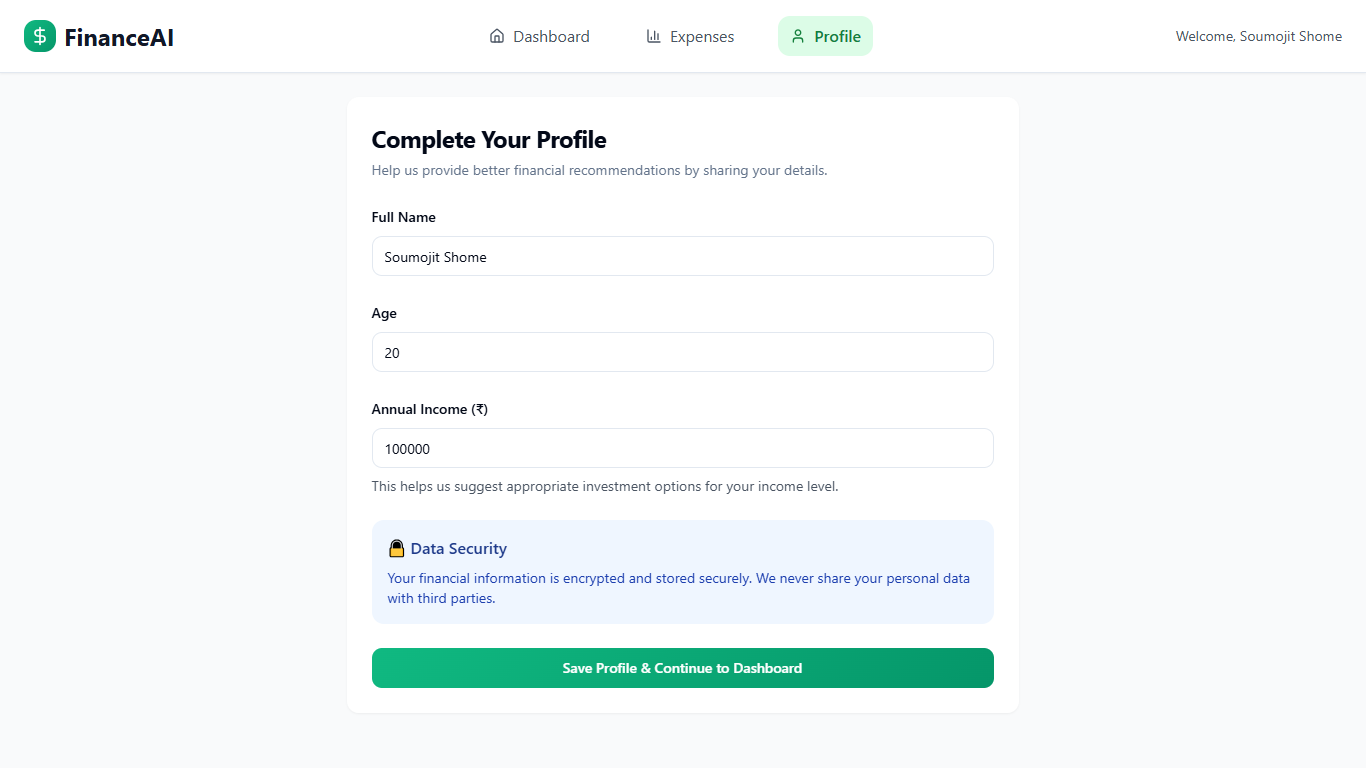 FinanceAI
Dashboard
Expenses
Profile
Welcome, Soumojit Shome
Complete Your Profile
Help us provide better financial recommendations by sharing your details.
Full Name
Soumojit Shome
Age
20
Annual Income (₹)
100000
This helps us suggest appropriate investment options for your income level.
Data Security
Your financial information is encrypted and stored securely. We never share your personal data
with third parties.
Save Profile & Continue to Dashboard